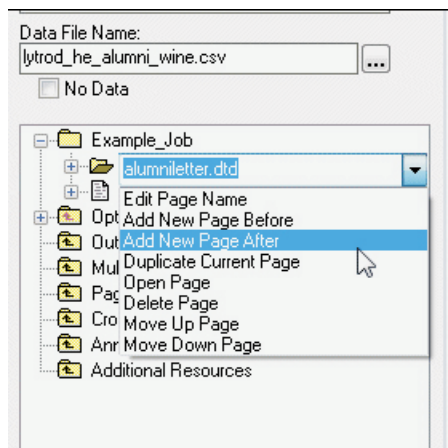 Data File Name:
lytrod_he_alumni_wine.csv
...
No Data
Example_Job
alumniletter.dtd
Edit Page Name
Opt Add New Page Before
Out Add New Page After
Mul Duplicate Current Page
Open Page
Pag Delete Page
Cro Move Up Page
Anr Move Down Page
Additional Resources